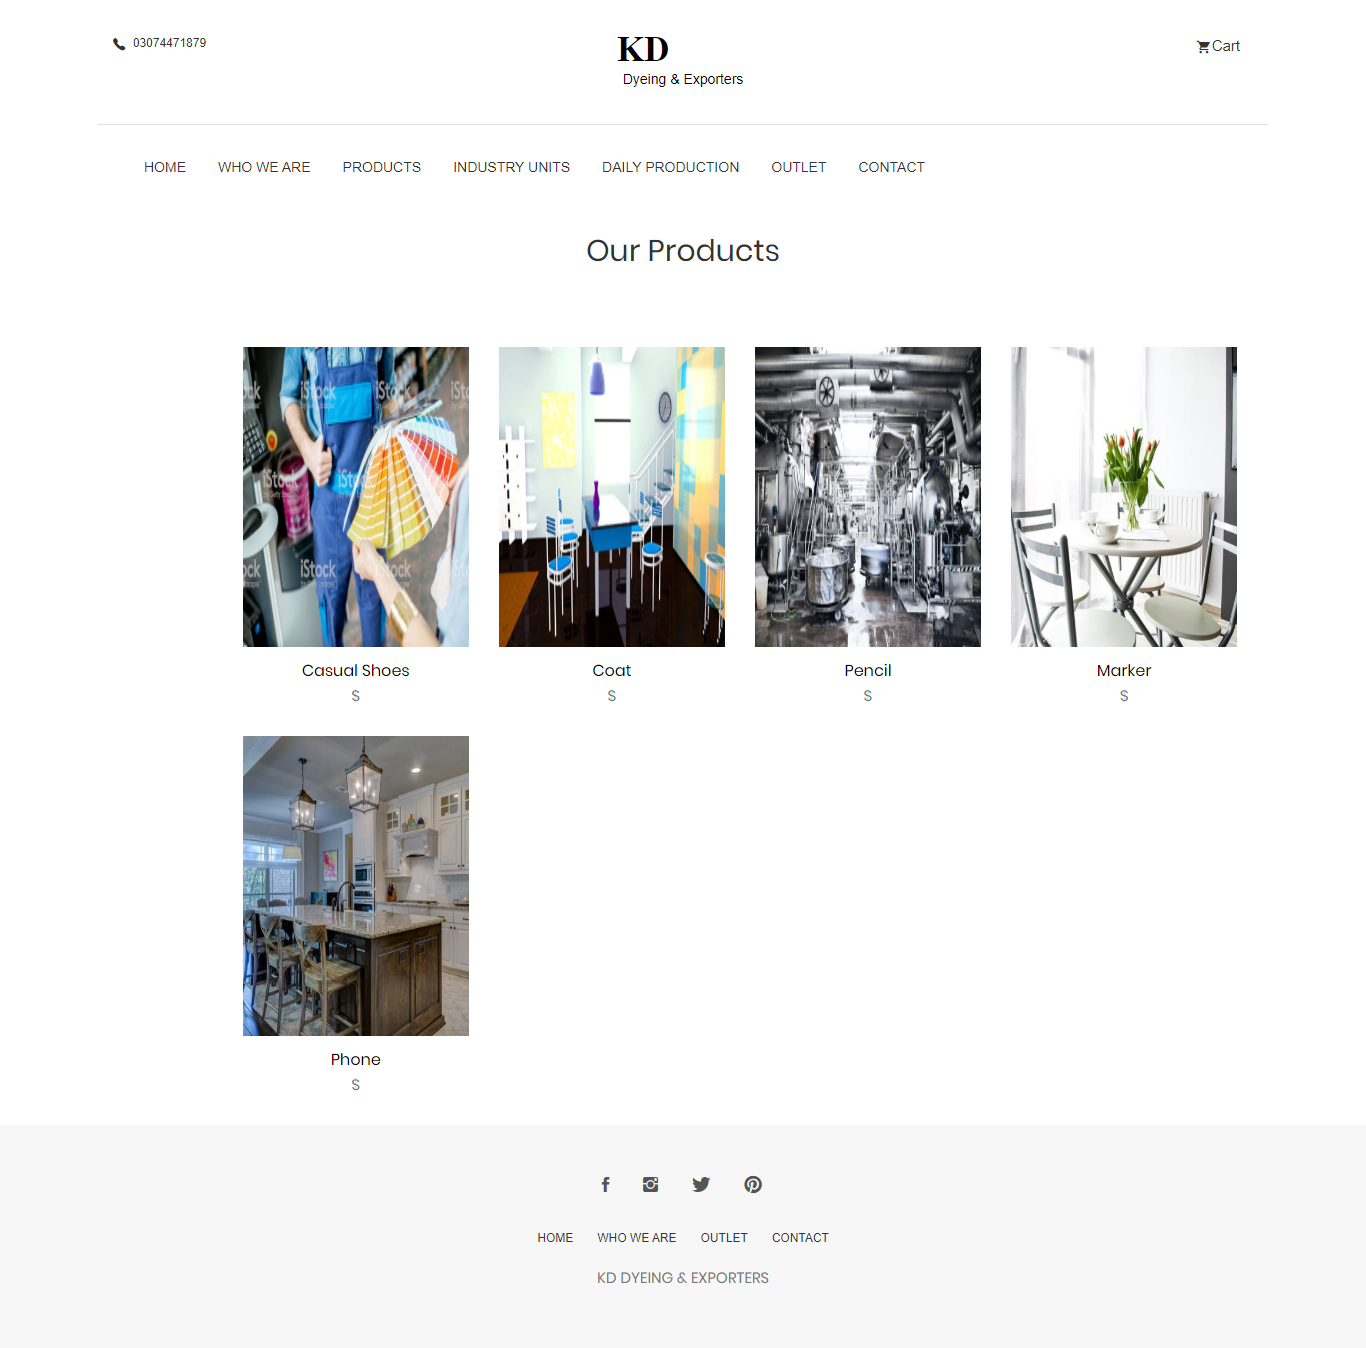 03074471879
KD
Dyeing & Exporters
Cart
HOME WHO WE ARE PRODUCTS INDUSTRY UNITS DAILY PRODUCTION OUTLET CONTACT
Our Products
iStock
iStock
iStock
iStock
iStock
iStock
Casual Shoes
$
Coat
$
Pencil
$
Marker
$
Phone
$
HOME WHO WE ARE OUTLET CONTACT
KD DYEING & EXPORTERS